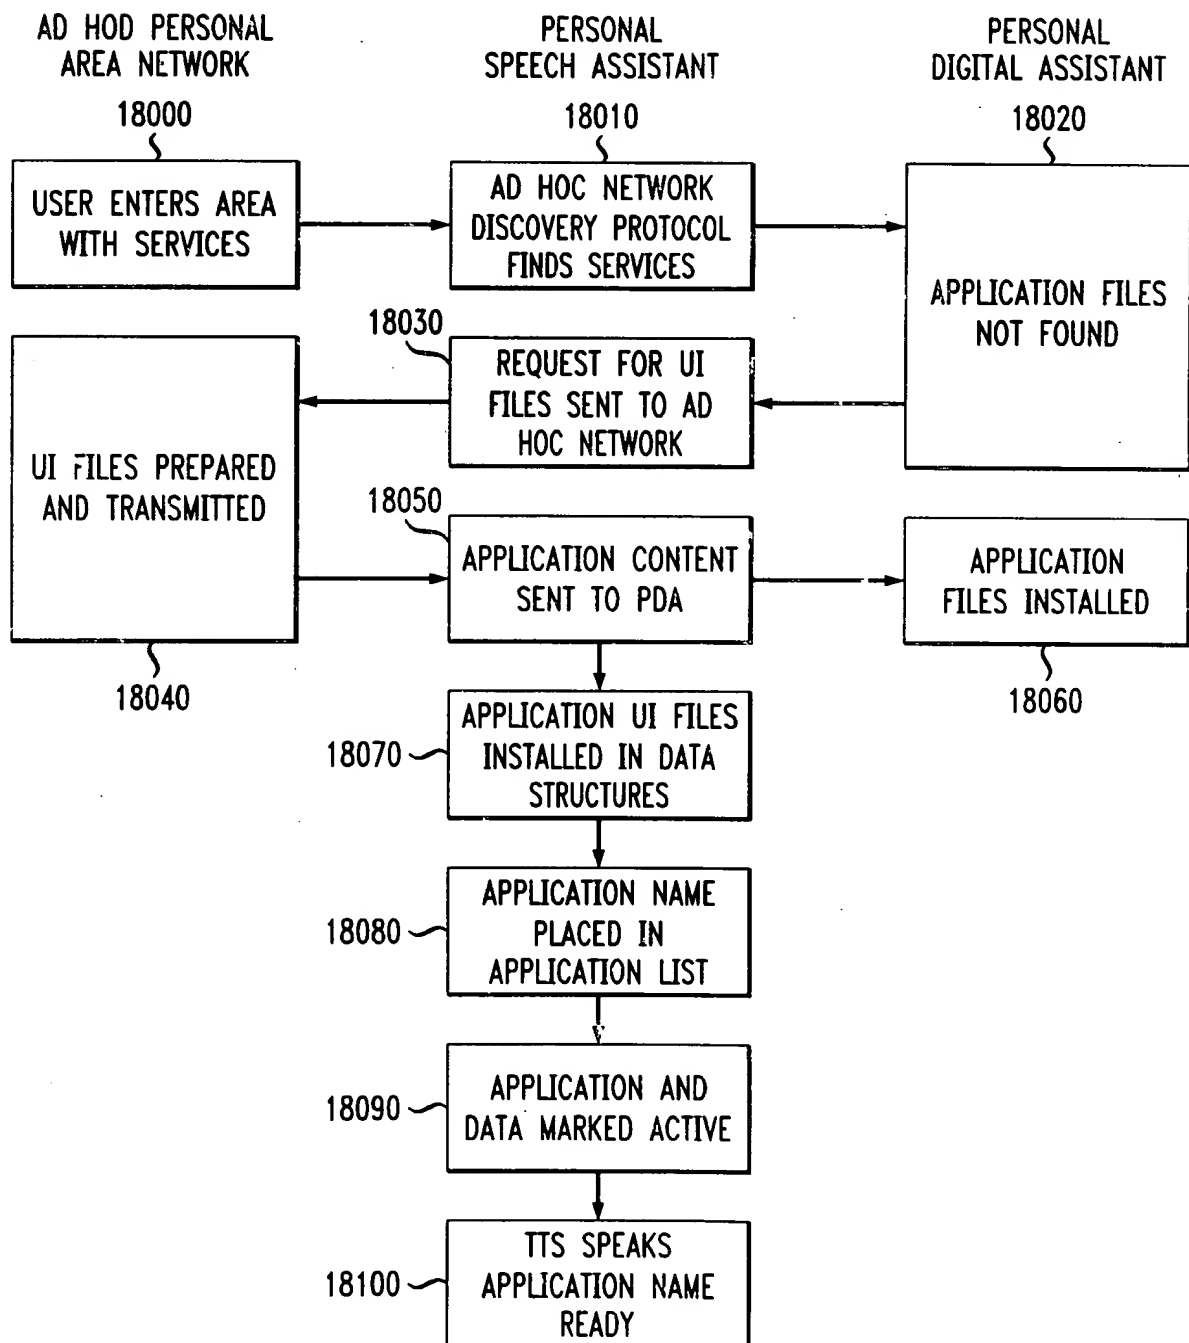 AD HOD PERSONAL
AREA NETWORK
PERSONAL
SPEECH ASSISTANT
PERSONAL
DIGITAL ASSISTANT
18000
18010
18020
USER ENTERS AREA
WITH SERVICES
AD HOC NETWORK
DISCOVERY PROTOCOL
FINDS SERVICES
APPLICATION FILES
NOT FOUND
18030
REQUEST FOR UI
FILES SENT TO AD
HOC NETWORK
UI FILES PREPARED
AND TRANSMITTED
18040
18050
APPLICATION CONTENT
SENT TO PDA
APPLICATION
FILES INSTALLED
18060
18070
APPLICATION UI FILES
INSTALLED IN DATA
STRUCTURES
18080
APPLICATION NAME
PLACED IN
APPLICATION LIST
18090
APPLICATION AND
DATA MARKED ACTIVE
18100
TTS SPEAKS
APPLICATION NAME
READY